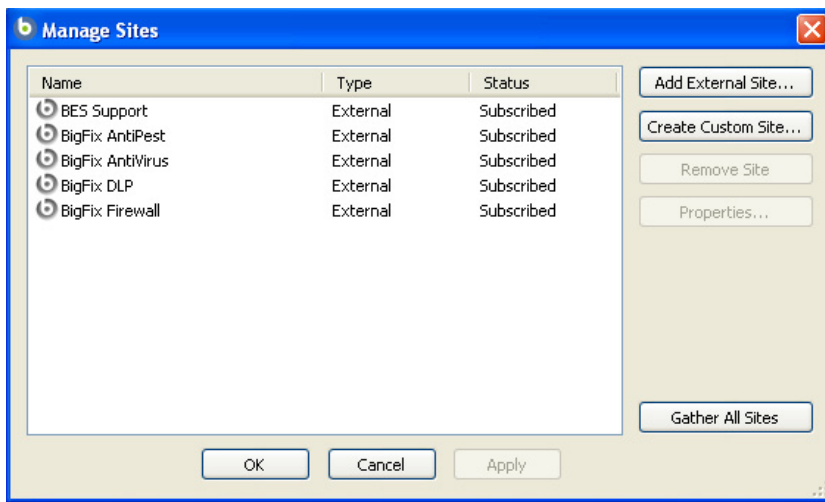 Manage Sites
Name Type Status
BES Support External Subscribed
BigFix AntiPest External Subscribed
BigFix AntiVirus External Subscribed
BigFix DLP External Subscribed
BigFix Firewall External Subscribed
Add External Site...
Create Custom Site...
Remove Site
Properties...
Gather All Sites
OK Cancel Apply